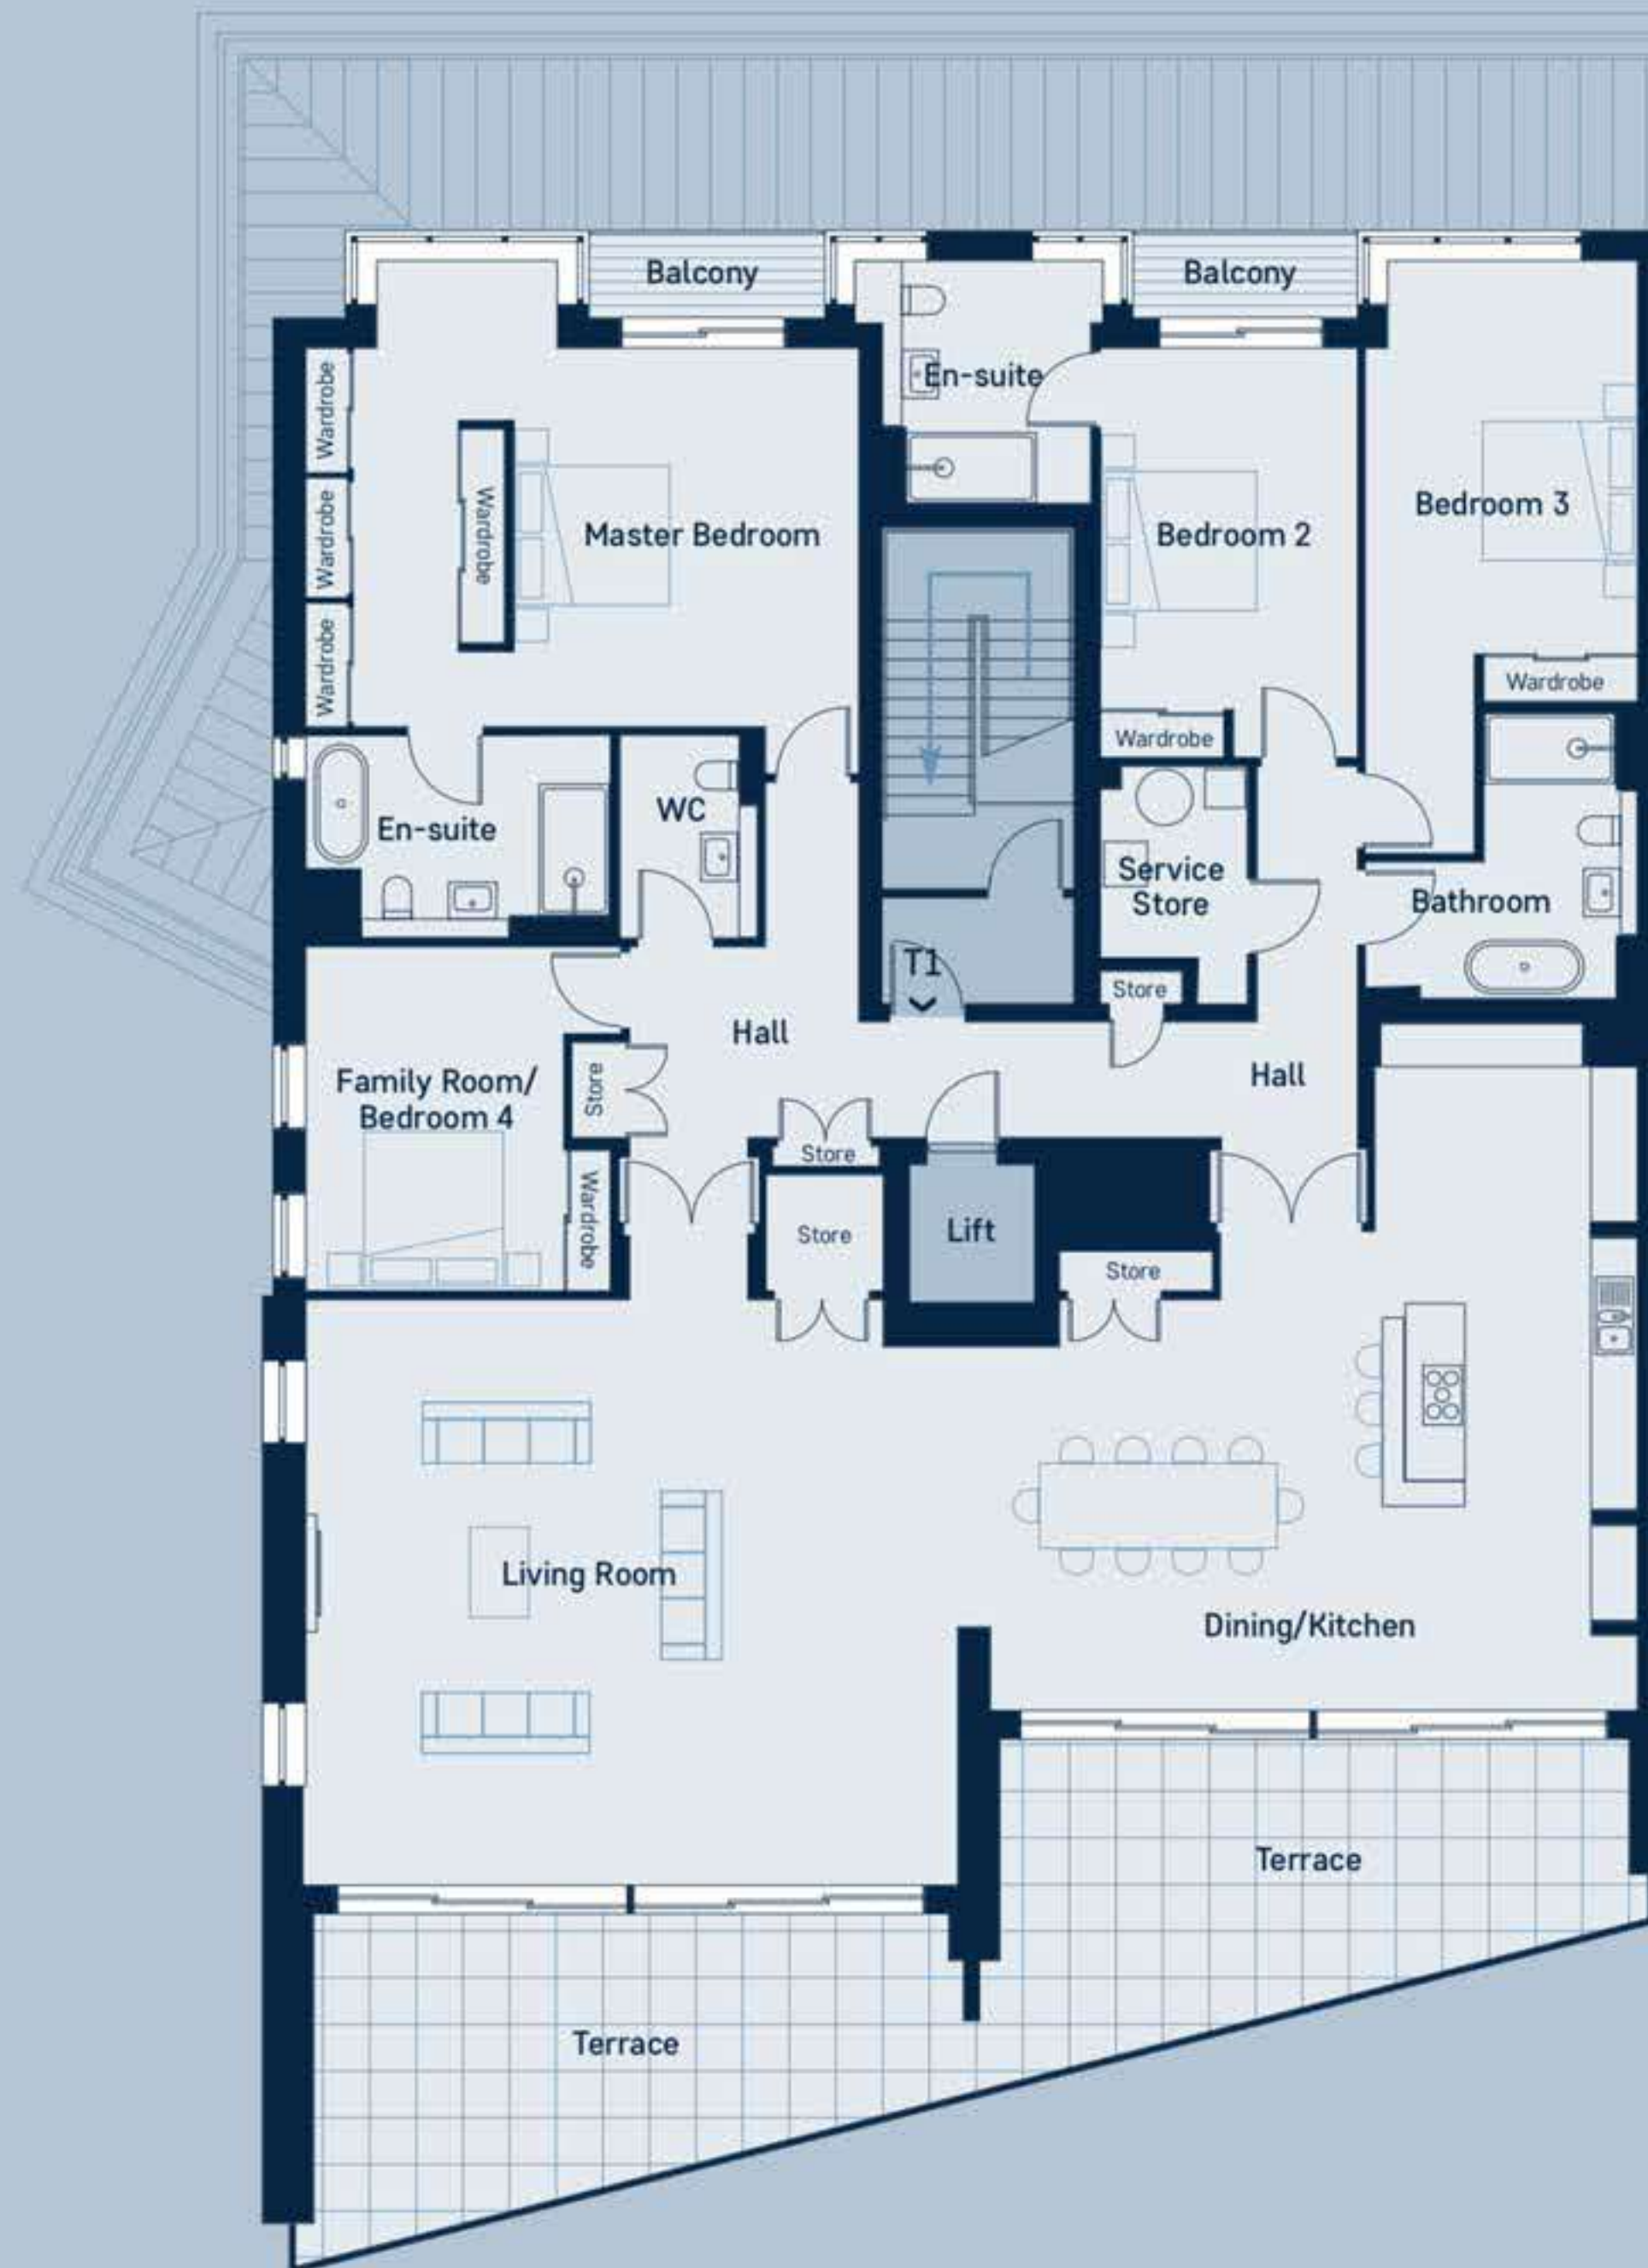 Balcony
Balcony
Wardrobe
En-suite
Wardrobe
Wardrobe
Master Bedroom
Bedroom 2
Bedroom 3
Wardrobe
Wardrobe
Wardrobe
Wardrobe
En-suite
WC
Service
Store
Bathroom
T1
Store
Hall
Hall
Family Room/
Bedroom 4
Store
Store
Wardrobe
Store
Lift
Store
Living Room
Dining/Kitchen
Terrace
Terrace